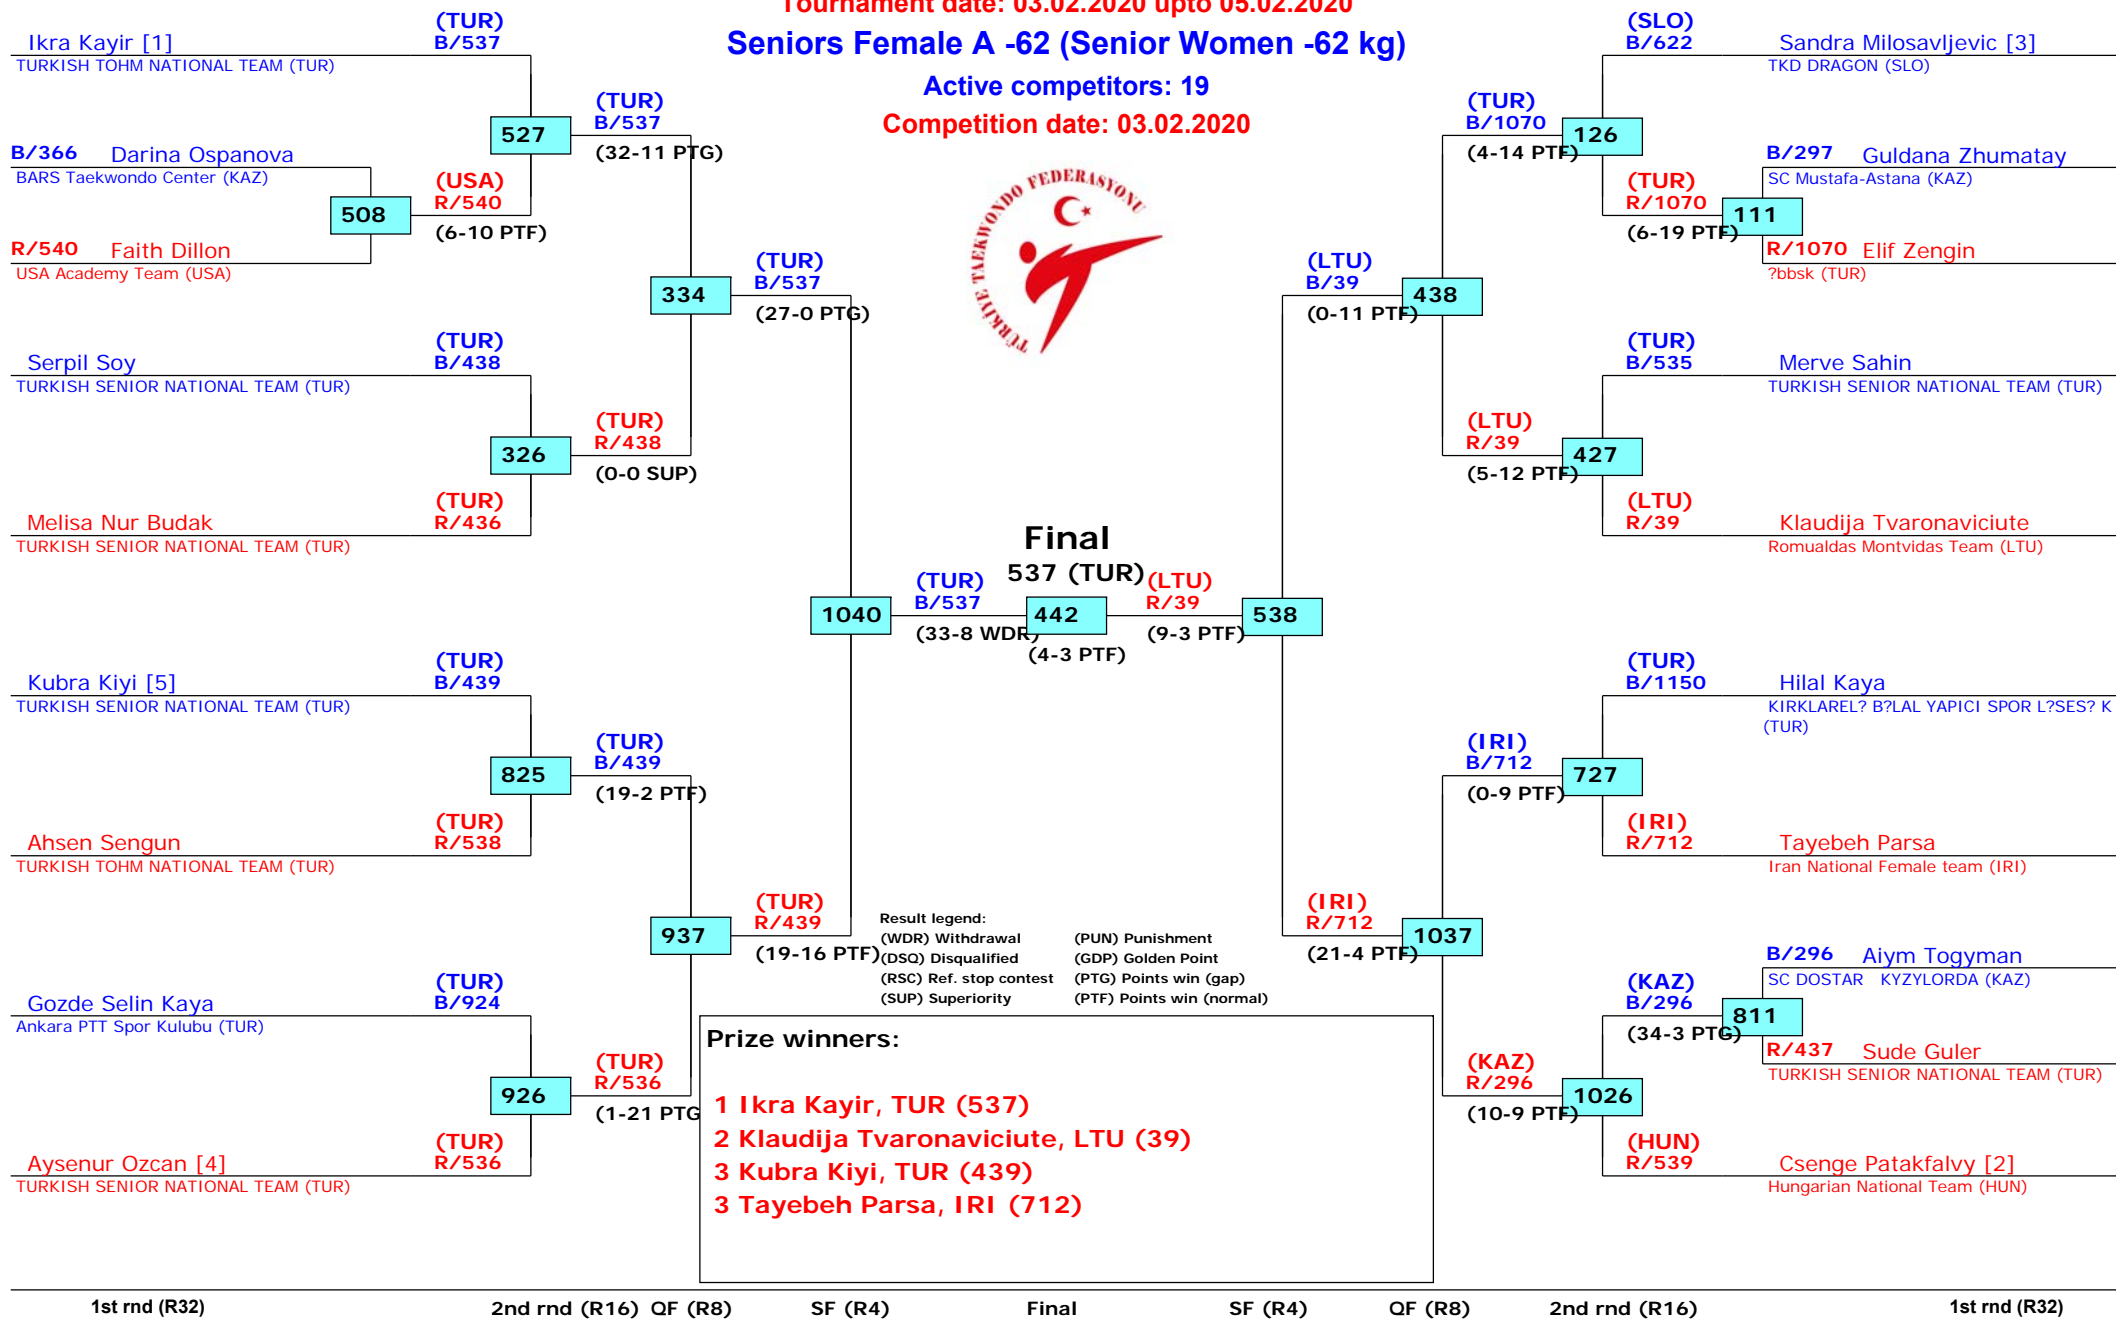 Tournament date: 03.02.2020 upto 05.02.2020
Seniors Female A -62 (Senior Women -62 kg)
Active competitors: 19
Competition date: 03.02.2020
TÜRKİYE TAEKWONDO FEDERASYONU
Ikra Kayir [1]
(TUR)
B/537
TURKISH TOHM NATIONAL TEAM (TUR)
527
(TUR)
B/537
(32-11 PTG)
B/366 Darina Ospanova
BARS Taekwondo Center (KAZ)
508
(USA)
R/540
(6-10 PTF)
R/540 Faith Dillon
USA Academy Team (USA)
334
(TUR)
B/537
(27-0 PTG)
Serpil Soy
(TUR)
B/438
TURKISH SENIOR NATIONAL TEAM (TUR)
326
(TUR)
R/438
(0-0 SUP)
Melisa Nur Budak
(TUR)
R/436
TURKISH SENIOR NATIONAL TEAM (TUR)
1040
(TUR)
B/537
(33-8 WDR)
Kubra Kiyi [5]
(TUR)
B/439
TURKISH SENIOR NATIONAL TEAM (TUR)
825
(TUR)
B/439
(19-2 PTF)
Ahsen Sengun
(TUR)
R/538
TURKISH TOHM NATIONAL TEAM (TUR)
937
(TUR)
R/439
(19-16 PTF)
Gozde Selin Kaya
(TUR)
B/924
Ankara PTT Spor Kulubu (TUR)
926
(TUR)
R/536
(1-21 PTG
Aysenur Ozcan [4]
(TUR)
R/536
TURKISH SENIOR NATIONAL TEAM (TUR)
Final
537 (TUR)
442
(4-3 PTF)
(LTU)
R/39
(9-3 PTF)
538
(SLO)
B/622
Sandra Milosavljevic [3]
TKD DRAGON (SLO)
(TUR)
B/1070
(4-14 PTF)
126
B/297 Guldana Zhumatay
SC Mustafa-Astana (KAZ)
(TUR)
R/1070
(6-19 PTF)
111
R/1070 Elif Zengin
?bbsk (TUR)
(LTU)
B/39
(0-11 PTF)
438
(TUR)
B/535
Merve Sahin
TURKISH SENIOR NATIONAL TEAM (TUR)
(LTU)
R/39
(5-12 PTF)
427
(LTU)
R/39
Klaudija Tvaronaviciute
Romualdas Montvidas Team (LTU)
(TUR)
B/1150
Hilal Kaya
KIRKLAREL? B?LAL YAPICI SPOR L?SES? K
(TUR)
(IRI)
B/712
(0-9 PTF)
727
(IRI)
R/712
Tayebeh Parsa
Iran National Female team (IRI)
(IRI)
R/712
(21-4 PTF)
1037
B/296 Aiym Togyman
SC DOSTAR KYZYLORDA (KAZ)
(KAZ)
B/296
(34-3 PTG)
811
R/437 Sude Guler
TURKISH SENIOR NATIONAL TEAM (TUR)
(KAZ)
R/296
(10-9 PTF)
1026
(HUN)
R/539
Csenge Patakfalvy [2]
Hungarian National Team (HUN)
Result legend:
(WDR) Withdrawal (PUN) Punishment
(DSQ) Disqualified (GDP) Golden Point
(RSC) Ref. stop contest (PTG) Points win (gap)
(SUP) Superiority (PTF) Points win (normal)
Prize winners:
1 Ikra Kayir, TUR (537)
2 Klaudija Tvaronaviciute, LTU (39)
3 Kubra Kiyi, TUR (439)
3 Tayebeh Parsa, IRI (712)
1st rnd (R32) 2nd rnd (R16) QF (R8) SF (R4) Final SF (R4) QF (R8) 2nd rnd (R16) 1st rnd (R32)